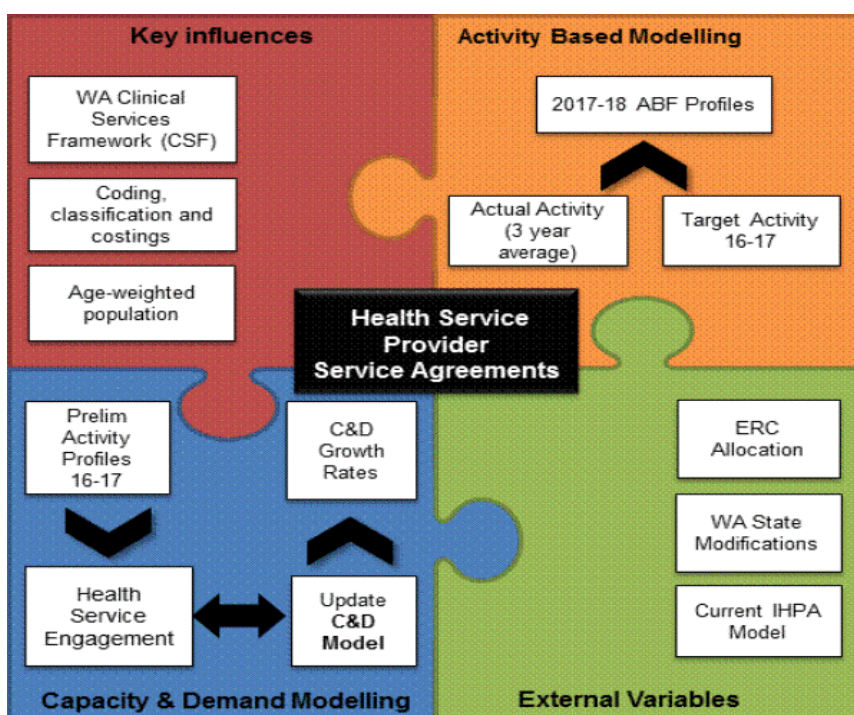 Key influences
WA Clinical
Services
Framework (CSF)
Coding,
classification and
costings
Age-weighted
population
Activity Based Modelling
2017-18 ABF Profiles
Actual Activity
(3 year
average)
Target Activity
16-17
Health Service
Provider
Service Agreements
Prelim
Activity
Profiles
16-17
C&D
Growth
Rates
Health
Service
Engagement
Update
C&D
Model
Capacity & Demand Modelling
ERC
Allocation
WA State
Modifications
Current IHPA
Model
External Variables